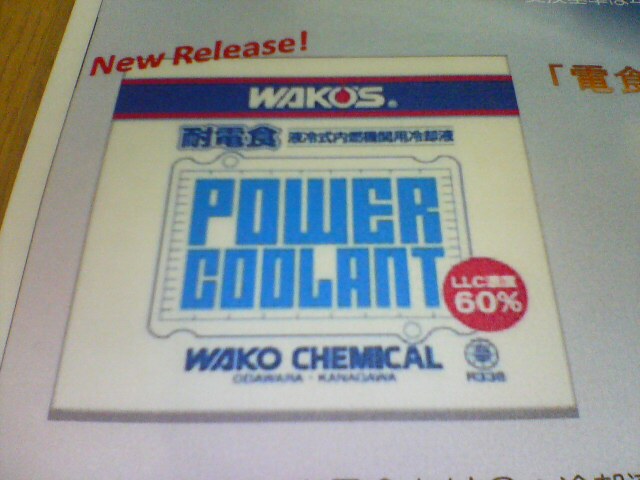 New Release!
「電食
WAKO'S®
耐電食 液冷式内燃機関用冷却液
POWER
COOLANT
LLC濃度
60%
WAKO CHEMICAL
ODAWARA・KANAGAWA